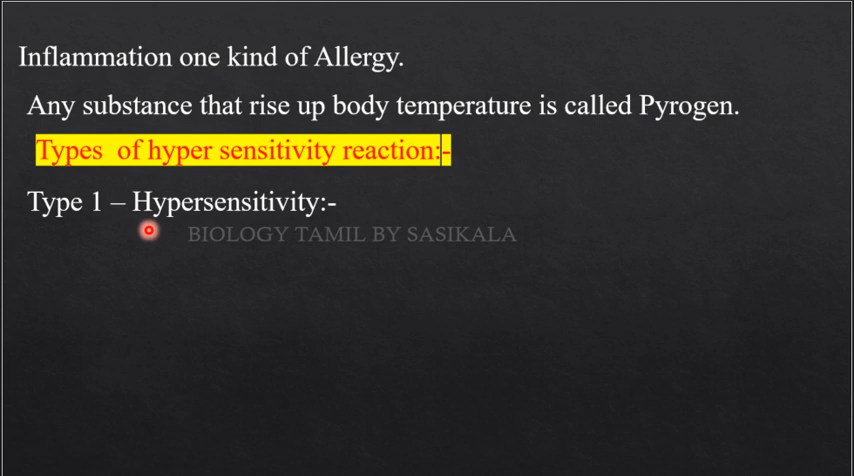 Inflammation one kind of Allergy.
Any substance that rise up body temperature is called Pyrogen.
Types  of hyper sensitivity reaction:-
Type 1 – Hypersensitivity:-
BIOLOGY TAMIL BY SASIKALA